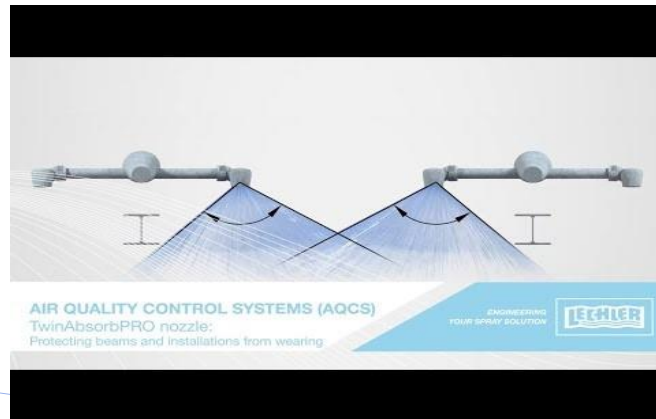 AIR QUALITY CONTROL SYSTEMS (AQCS)
TwinAbsorbPRO nozzle:
Protecting beams and installations from wearing
ENGINEERING
YOUR SPRAY SOLUTION
LECHLER